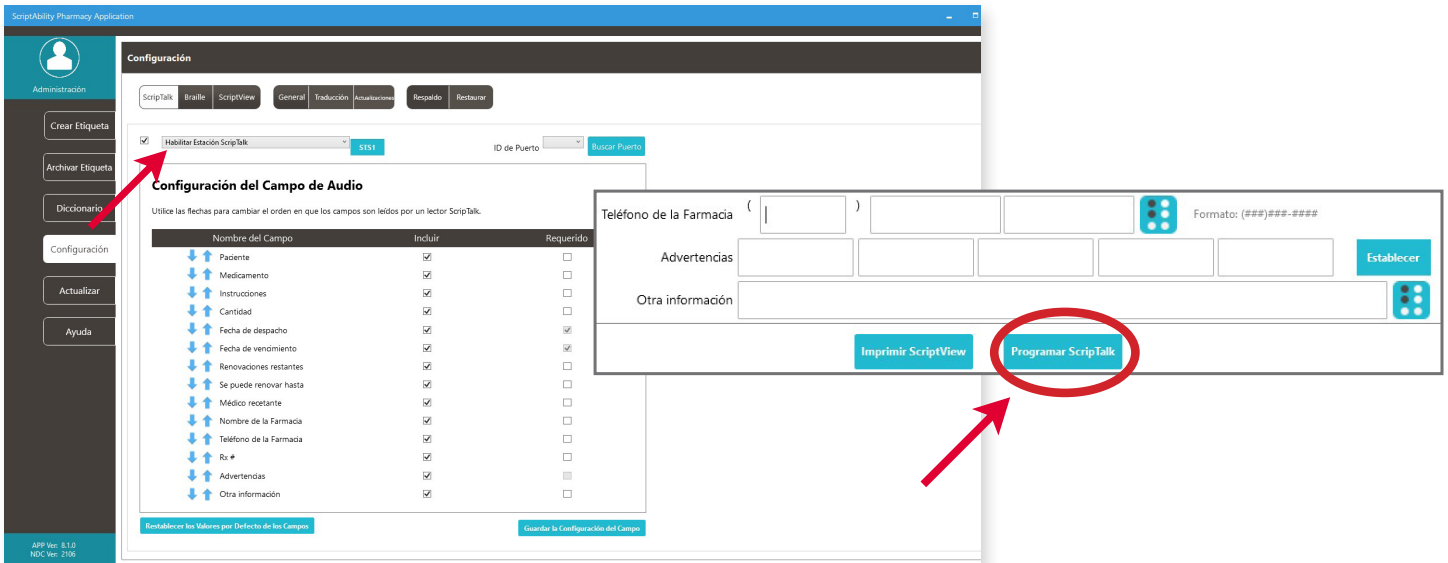 ScriptAbility Pharmacy Application
Administración
Crear Etiqueta
Archivar Etiqueta
Diccionario
Configuración
Actualizar
Ayuda
APP Ver: 8.1.0
NDC Ver: 2106
Configuración
ScripTalk Braille ScriptView General Traducción Actualizaciones Respaldo Restaurar
Habilitar Estación ScripTalk STS1 ID de Puerto Buscar Puerto
Configuración del Campo de Audio
Utilice las flechas para cambiar el orden en que los campos son leídos por un lector ScripTalk.
Nombre del Campo Incluir Requerido
Paciente
Medicamento
Instrucciones
Cantidad
Fecha de despacho
Fecha de vencimiento
Renovaciones restantes
Se puede renovar hasta
Médico recetante
Nombre de la Farmacia
Teléfono de la Farmacia
Rx #
Advertencias
Otra información
Restablecer los Valores por Defecto de los Campos Guardar la Configuración del Campo
Teléfono de la Farmacia ( ) Formato: (###)###-####
Advertencias Establecer
Otra información
Imprimir ScriptView Programar ScripTalk